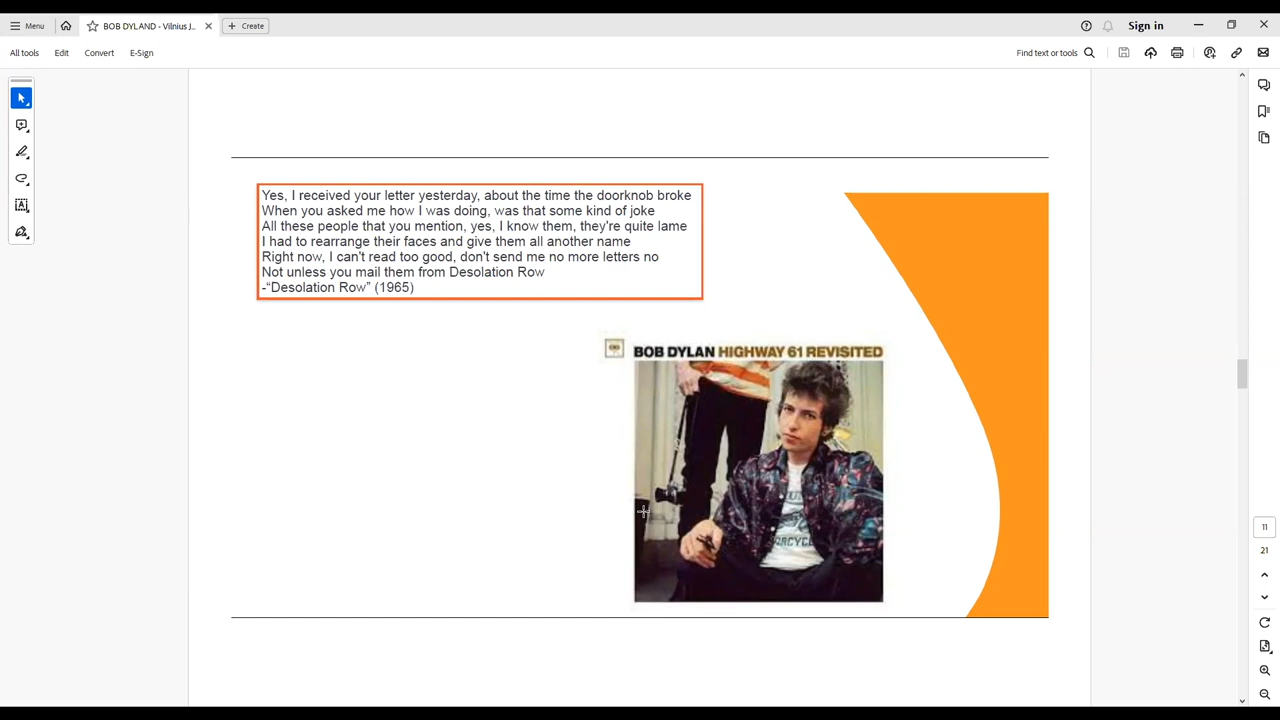 Menu
BOB DYLAND - Vilnius J...
Create
Sign in
All tools
Edit
Convert
E-Sign
Find text or tools
Yes, I received your letter yesterday, about the time the doorknob broke
When you asked me how I was doing, was that some kind of joke
All these people that you mention, yes, I know them, they're quite lame
I had to rearrange their faces and give them all another name
Right now, I can't read too good, don't send me no more letters no
Not unless you mail them from Desolation Row
-“Desolation Row” (1965)
BOB DYLAN HIGHWAY 61 REVISITED
11
21